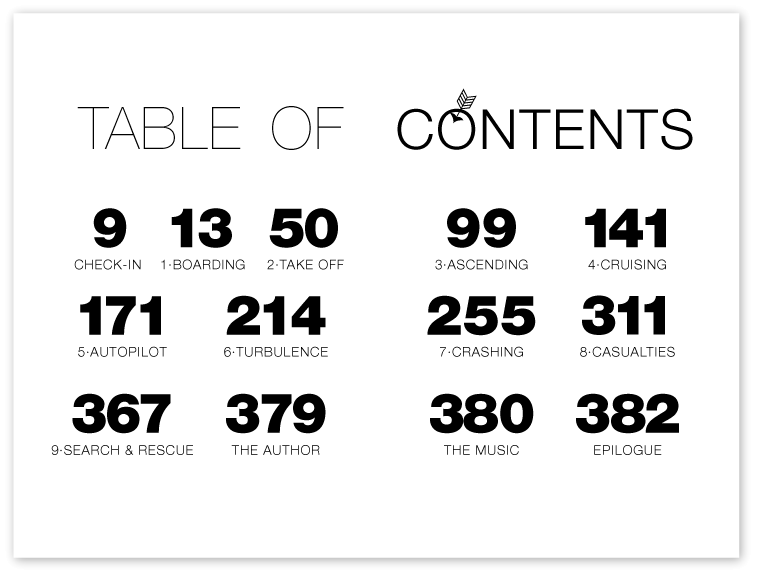 TABLE OF CONTENTS
9 13 50 99 141
CHECK-IN 1·BOARDING 2·TAKE OFF 3·ASCENDING 4·CRUISING
171 214 255 311
5·AUTOPILOT 6·TURBULENCE 7·CRASHING 8·CASUALTIES
367 379 380 382
9·SEARCH & RESCUE THE AUTHOR THE MUSIC EPILOGUE